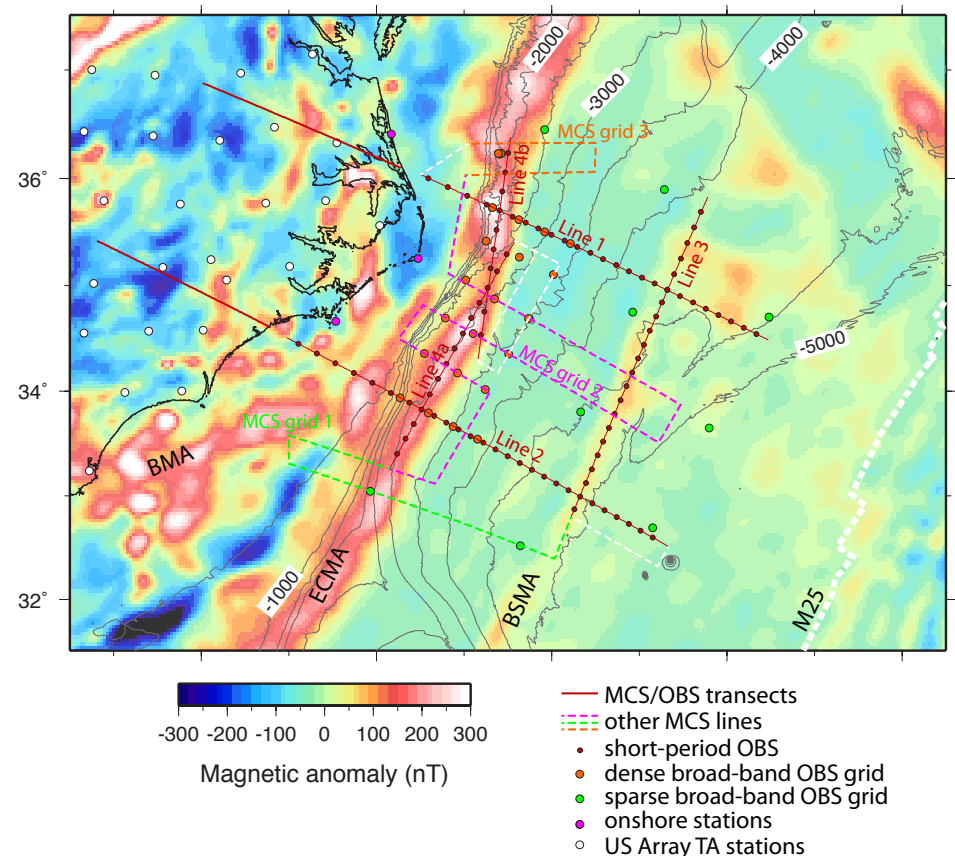 -2000
-4000
-3000
MCS grid 3
Line 4b
36°
Line 1
Line 3
-5000
MCS grid 2
Line 4a
34°
MCS grid 1
BMA
Line 2
ECMA
-1000
BSMA
M25
32°
-300 -200 -100 0 100 200 300
Magnetic anomaly (nT)
MCS/OBS transects
other MCS lines
short-period OBS
dense broad-band OBS grid
sparse broad-band OBS grid
onshore stations
US Array TA stations